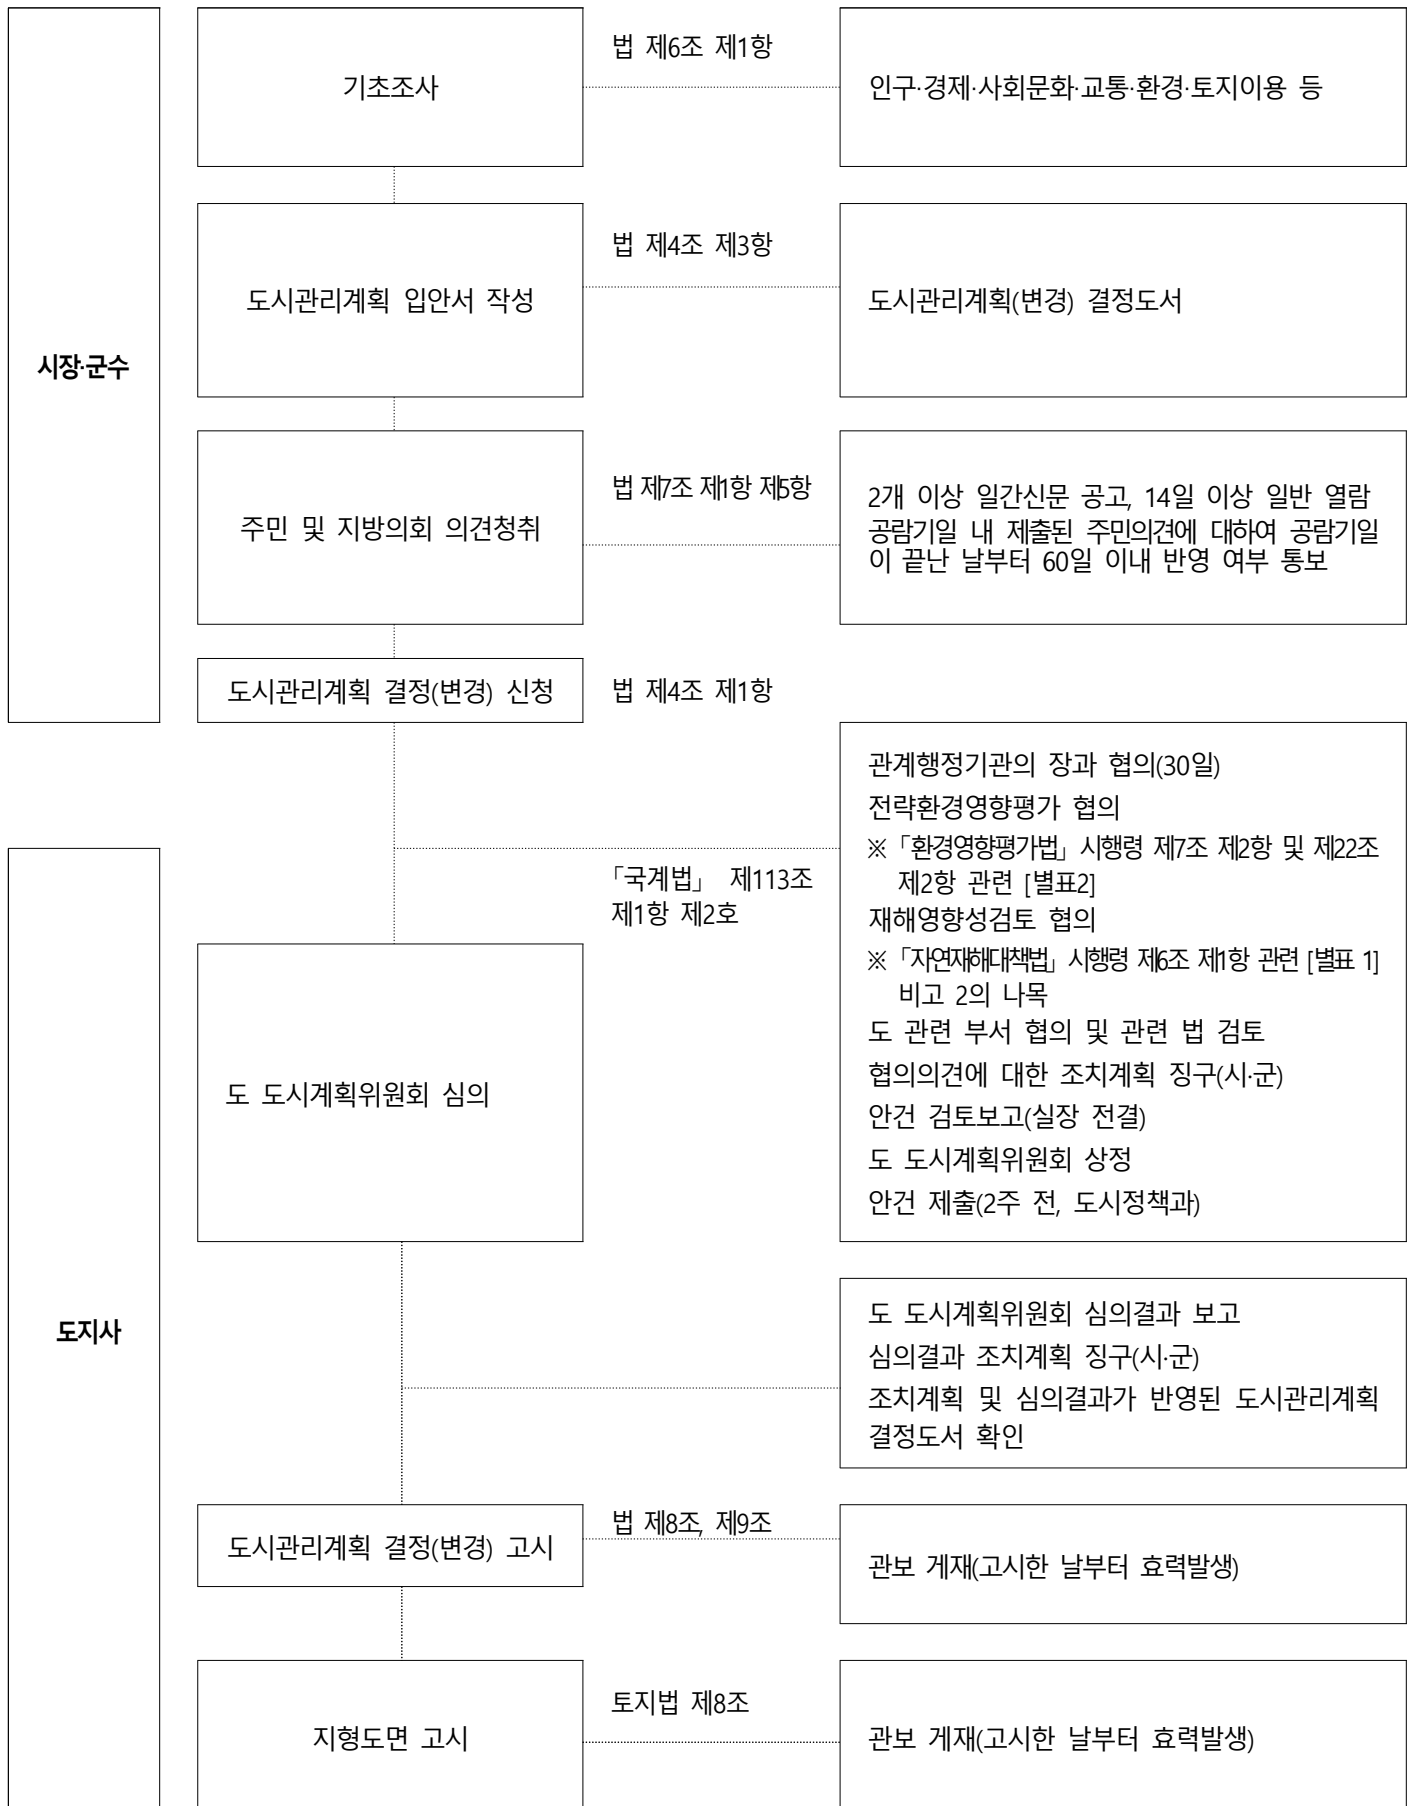 시장·군수
기초조사
법 제6조 제1항
인구·경제·사회문화·교통·환경·토지이용 등
도시관리계획 입안서 작성
법 제4조 제3항
도시관리계획(변경) 결정도서
주민 및 지방의회 의견청취
법 제7조 제1항 제5항
2개 이상 일간신문 공고, 14일 이상 일반 열람
공람기일 내 제출된 주민의견에 대하여 공람기일
이 끝난 날부터 60일 이내 반영 여부 통보
도시관리계획 결정(변경) 신청
법 제4조 제1항
도지사
도 도시계획위원회 심의
「국계법」 제113조
제1항 제2호
관계행정기관의 장과 협의(30일)
전략환경영향평가 협의
※「환경영향평가법」시행령 제7조 제2항 및 제22조
제2항 관련 [별표2]
재해영향성검토 협의
※「자연재해대책법」시행령 제6조 제1항 관련 [별표 1]
비고 2의 나목
도 관련 부서 협의 및 관련 법 검토
협의의견에 대한 조치계획 징구(시·군)
안건 검토보고(실장 전결)
도 도시계획위원회 상정
안건 제출(2주 전, 도시정책과)
도 도시계획위원회 심의결과 보고
심의결과 조치계획 징구(시·군)
조치계획 및 심의결과가 반영된 도시관리계획
결정도서 확인
도시관리계획 결정(변경) 고시
법 제8조, 제9조
관보 게재(고시한 날부터 효력발생)
지형도면 고시
토지법 제8조
관보 게재(고시한 날부터 효력발생)